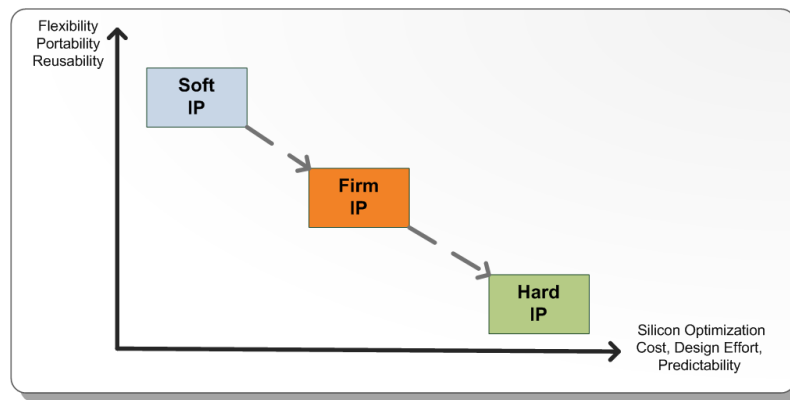 Flexibility
Portability
Reusability
Soft
IP
Firm
IP
Hard
IP
Silicon Optimization
Cost, Design Effort,
Predictability